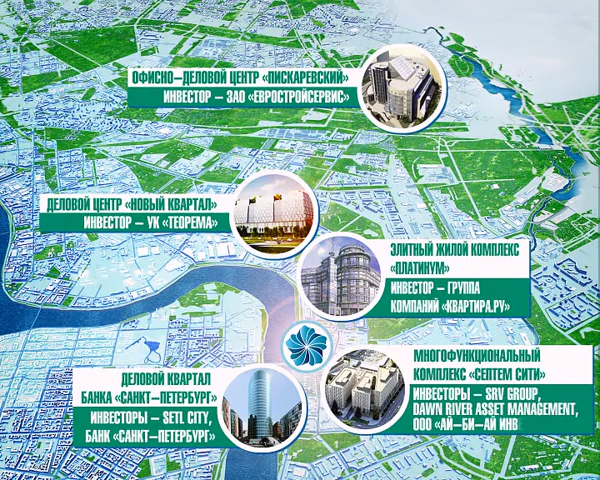 ОФИСНО–ДЕЛОВОЙ ЦЕНТР «ПИСКАРЕВСКИЙ»
ИНВЕСТОР – ЗАО «ЕВРОСТРОЙСЕРВИС»
ДЕЛОВОЙ ЦЕНТР «НОВЫЙ КВАРТАЛ»
ИНВЕСТОР – УК «ТЕОРЕМА»
ЭЛИТНЫЙ ЖИЛОЙ КОМПЛЕКС
«ПЛАТИНУМ»
ИНВЕСТОР – ГРУППА
КОМПАНИЙ «КВАРТИРА.РУ»
ДЕЛОВОЙ КВАРТАЛ
БАНКА «САНКТ–ПЕТЕРБУРГ»
ИНВЕСТОРЫ – SETL CITY,
БАНК «САНКТ–ПЕТЕРБУРГ»
МНОГОФУНКЦИОНАЛЬНЫЙ
КОМПЛЕКС «СЕПТЕМ СИТИ»
ИНВЕСТОРЫ – SRV GROUP,
DAWN RIVER ASSET MANAGEMENT,
ООО «АЙ–БИ–АЙ ИНВ